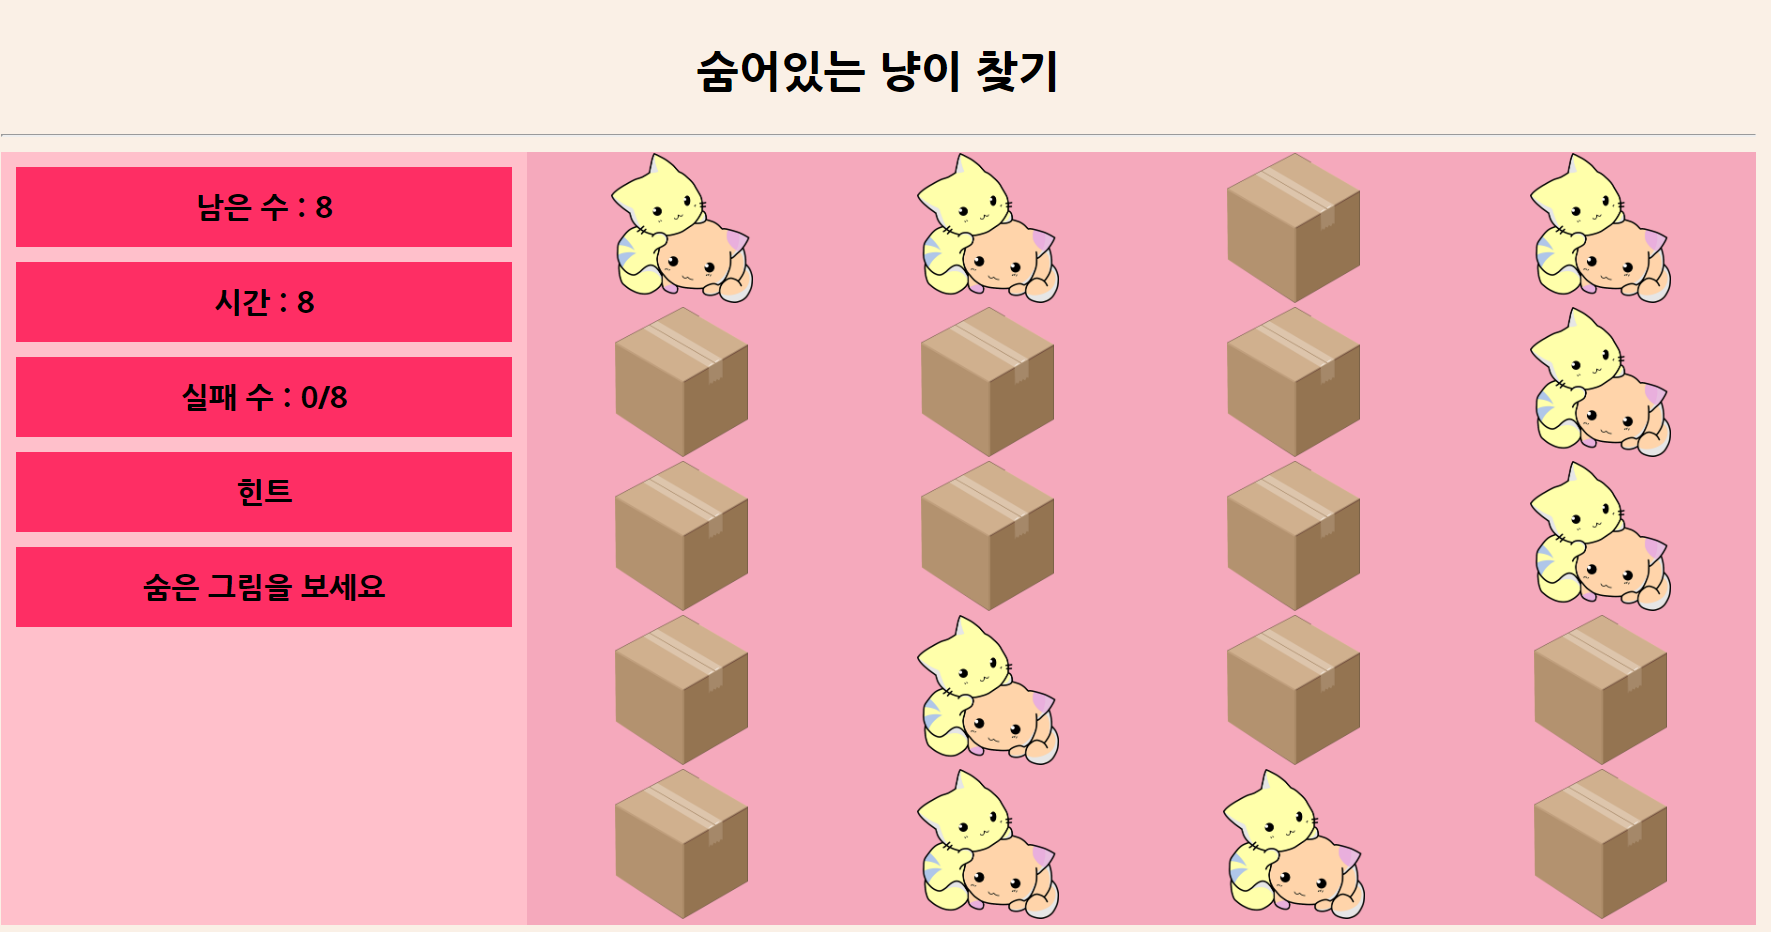 숨어있는 냥이 찾기
남은 수 : 8
시간 : 8
실패 수 : 0/8
힌트
숨은 그림을 보세요